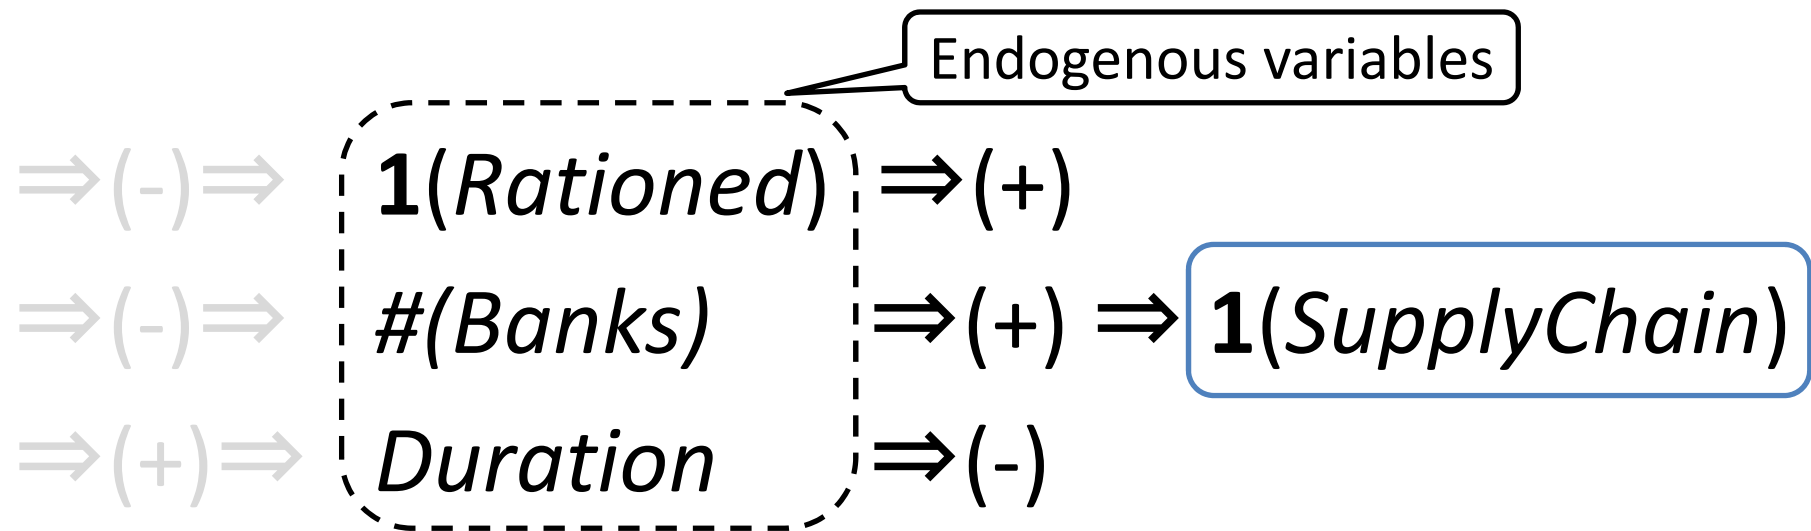 Endogenous variables
⇒(-)⇒ 1(Rationed) ⇒(+)
⇒(-)⇒ #(Banks) ⇒(+) ⇒ 1(SupplyChain)
⇒(+)⇒ Duration ⇒(-)